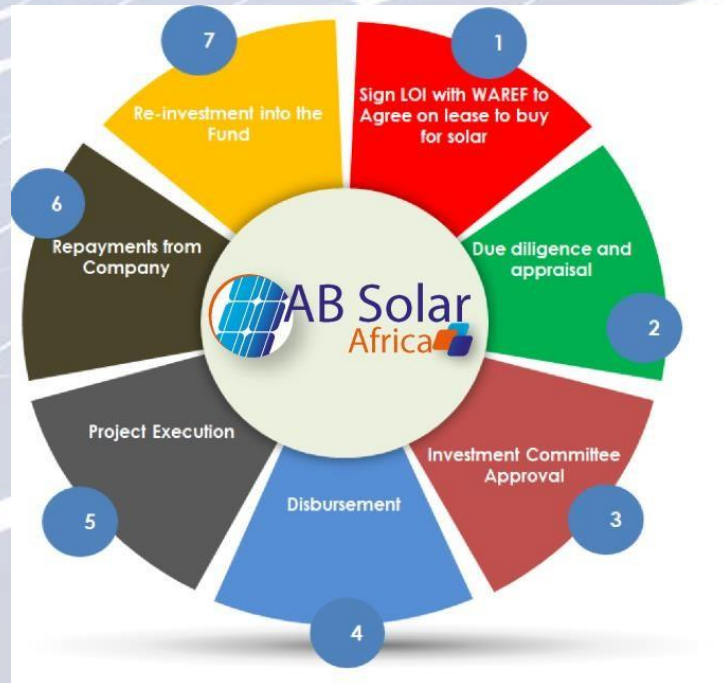 1
Sign LOI with WAREF to
Agree on lease to buy
for solar
2
Due diligence and
appraisal
3
Investment Committee
Approval
4
Disbursement
5
Project Execution
6
Repayments from
Company
7
Re-investment into the
Fund
AB Solar
Africa